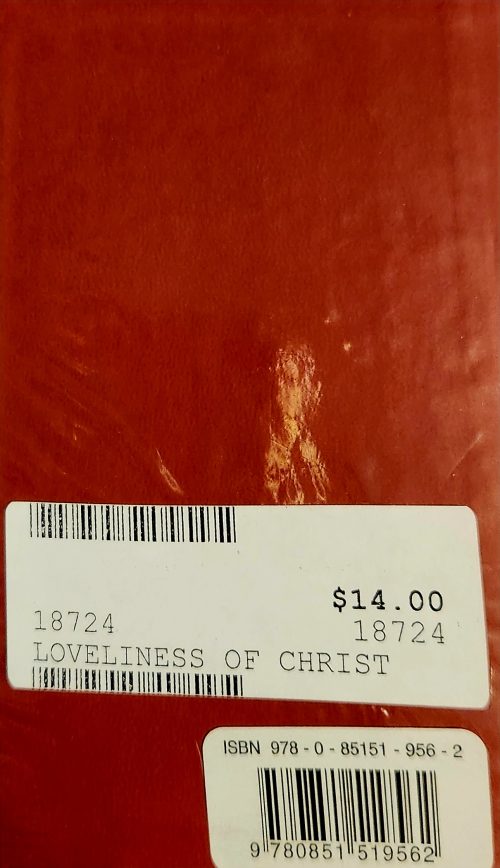 $14.00
18724 18724
LOVELINESS OF CHRIST
ISBN 978 - 0 - 85151 - 956 - 2
9 780851 519562